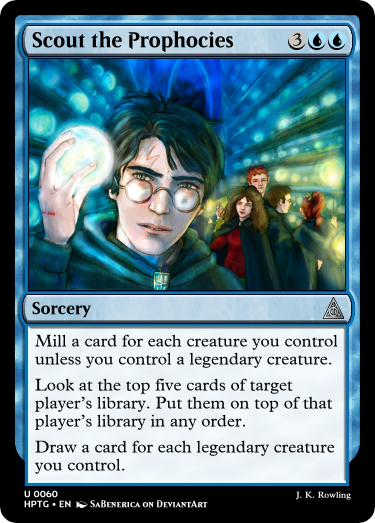 Scout the Prophocies 3
Sorcery
Mill a card for each creature you control
unless you control a legendary creature.
Look at the top five cards of target
player's library. Put them on top of that
player's library in any order.
Draw a card for each legendary creature
you control.
U 0060
HPTG • EN SaBenerica on DeviantArt
J. K. Rowling